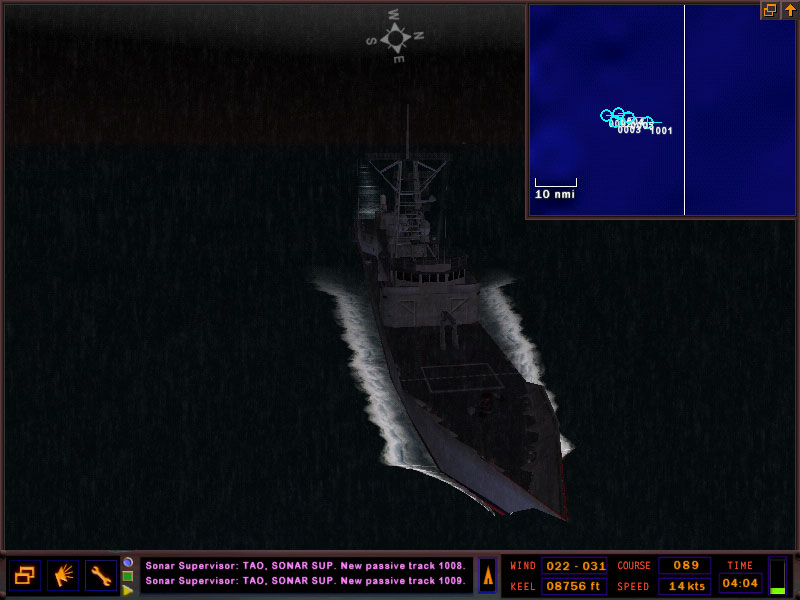 W
S N
E
0003 1001
10 nmi
Sonar Supervisor: TAO, SONAR SUP. New passive track 1008.
Sonar Supervisor: TAO, SONAR SUP. New passive track 1009.
WIND 022 - 031 COURSE 089 TIME
KEEL 08756 ft SPEED 14 kts 04:04